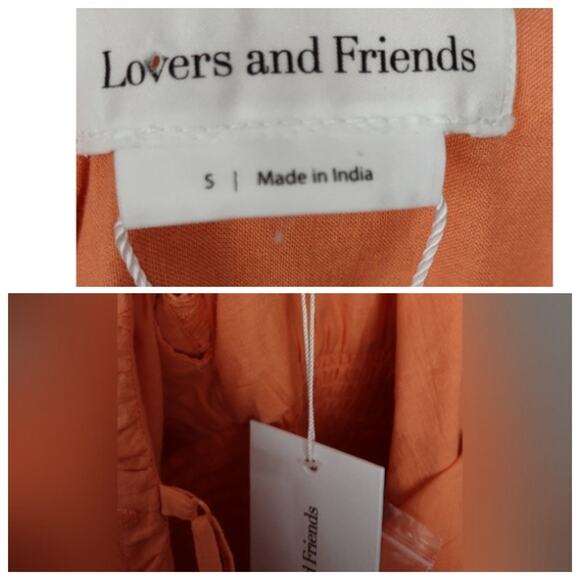 Lovers and Friends
S | Made in India
d Friends